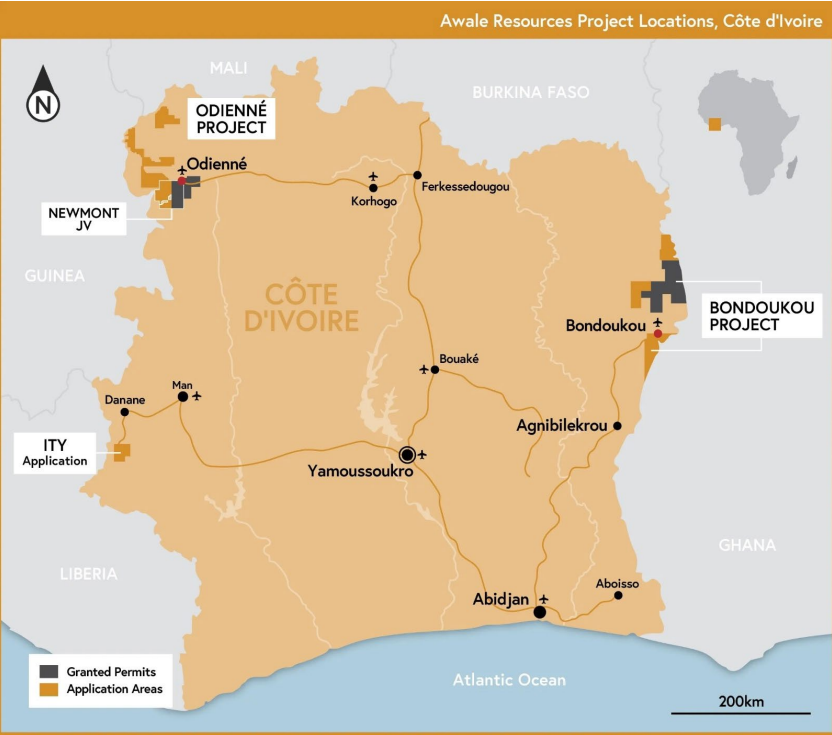 Awale Resources Project Locations, Côte d'Ivoire
MALI
BURKINA FASO
N
ODIENNÉ
PROJECT
Odienné
Korhogo
Ferkessedougou
NEWMONT
JV
GUINEA
CÔTE
D'IVOIRE
BONDOUKOU
PROJECT
Bondoukou
Bouaké
Man
Danane
Agnibilekrou
ITY
Application
Yamoussoukro
GHANA
LIBERIA
Aboisso
Abidjan
Granted Permits
Application Areas
Atlantic Ocean
200km